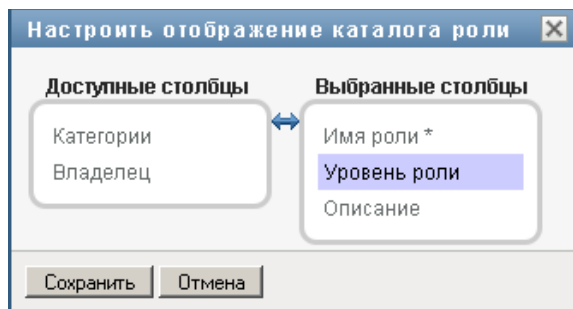 Настроить отображение каталога роли
Доступные столбцы
Категории
Владелец
Выбранные столбцы
Имя роли *
Уровень роли
Описание
Сохранить
Отмена